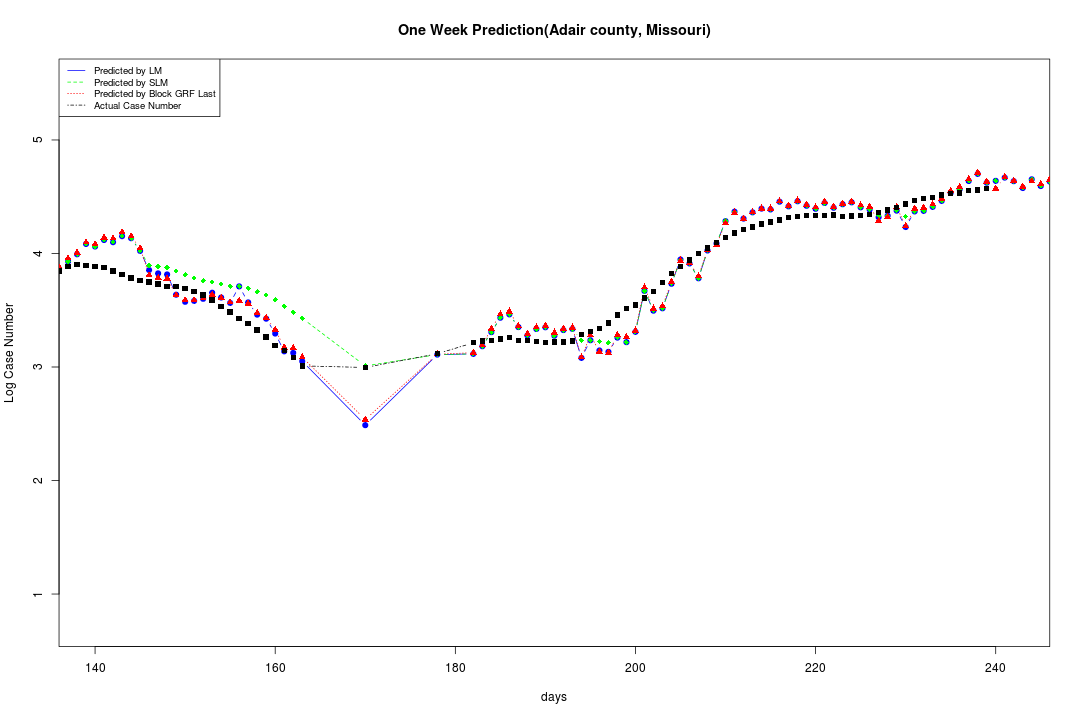 One Week Prediction(Adair county, Missouri)
Predicted by LM
Predicted by SLM
Predicted by Block GRF Last
Actual Case Number
5
4
3
2
1
Log Case Number
140 160 180 200 220 240
days